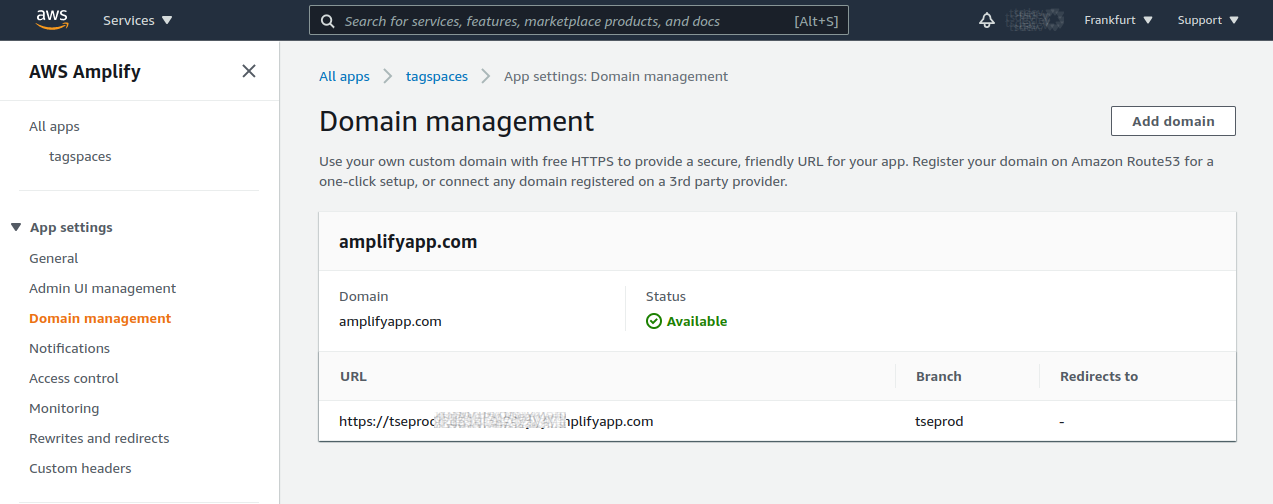 aws
Services
Search for services, features, marketplace products, and docs [Alt+S]
Frankfurt
Support
AWS Amplify
All apps
tagspaces
App settings
General
Admin UI management
Domain management
Notifications
Access control
Monitoring
Rewrites and redirects
Custom headers
All apps
tagspaces
App settings: Domain management
Domain management
Add domain
Use your own custom domain with free HTTPS to provide a secure, friendly URL for your app. Register your domain on Amazon Route53 for a
one-click setup, or connect any domain registered on a 3rd party provider.
amplifyapp.com
Domain
amplifyapp.com
Status
Available
URL Branch Redirects to
https://tseprod mplifyapp.com tseprod -